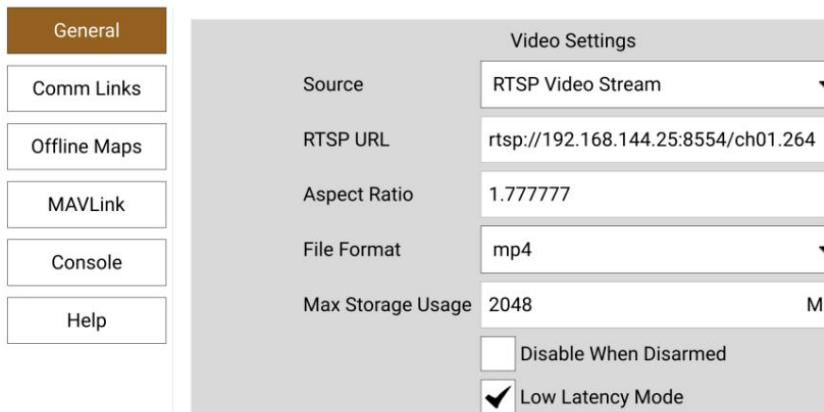 General
Comm Links
Offline Maps
MAVLink
Console
Help
Video Settings
Source RTSP Video Stream
RTSP URL rtsp://192.168.144.25:8554/ch01.264
Aspect Ratio 1.777777
File Format mp4
Max Storage Usage 2048 M
Disable When Disarmed
Low Latency Mode